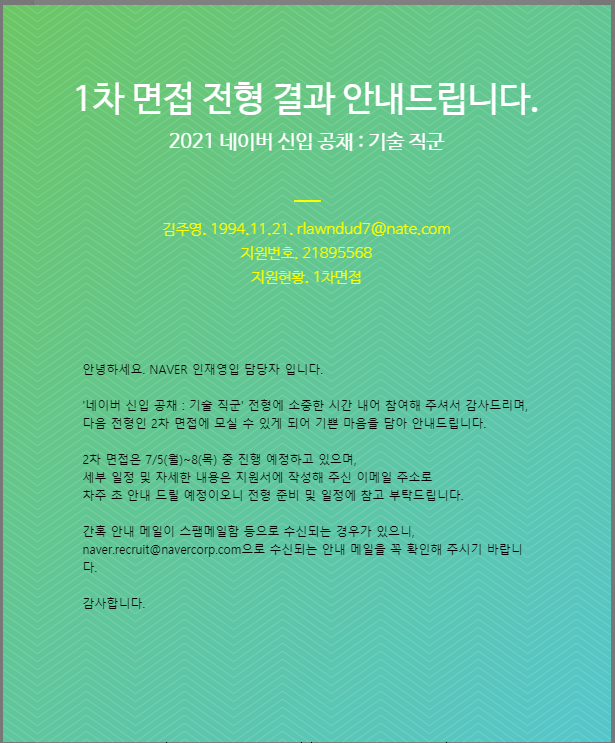 1차 면접 전형 결과 안내드립니다.
2021 네이버 신입 공채 : 기술 직군
김주영. 1994.11.21. rlawndud7@nate.com
지원번호. 21895568
지원현황. 1차면접
안녕하세요. NAVER 인재영입 담당자 입니다.
'네이버 신입 공채 : 기술 직군' 전형에 소중한 시간 내어 참여해 주셔서 감사드리며,
다음 전형인 2차 면접에 모실 수 있게 되어 기쁜 마음을 담아 안내드립니다.
2차 면접은 7/5(월)~8(목) 중 진행 예정하고 있으며,
세부 일정 및 자세한 내용은 지원서에 작성해 주신 이메일 주소로
차주 초 안내 드릴 예정이오니 전형 준비 및 일정에 참고 부탁드립니다.
간혹 안내 메일이 스팸메일함 등으로 수신되는 경우가 있으니,
naver.recruit@navercorp.com으로 수신되는 안내 메일을 꼭 확인해 주시기 바랍니
다.
감사합니다.